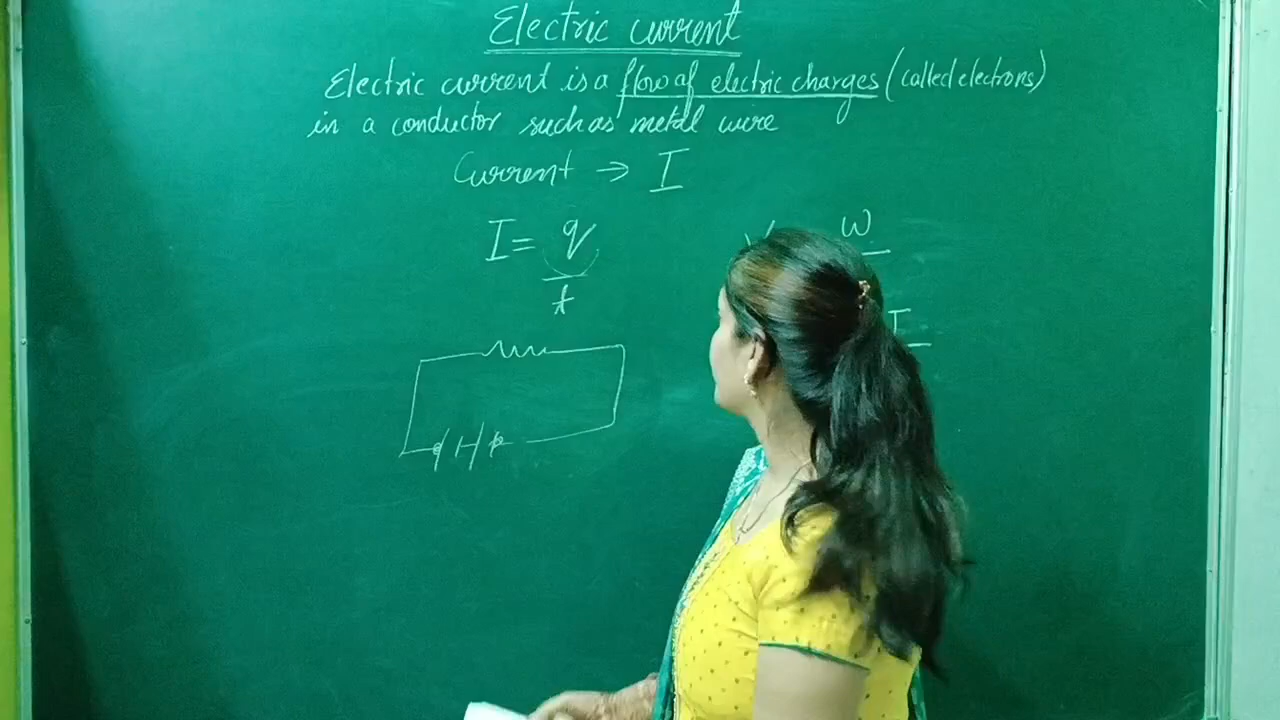 Electric current
Electric current is a flow of electric charges (called electrons)
in a conductor such as metal wire
Current → I
I = q
t
V
W
I